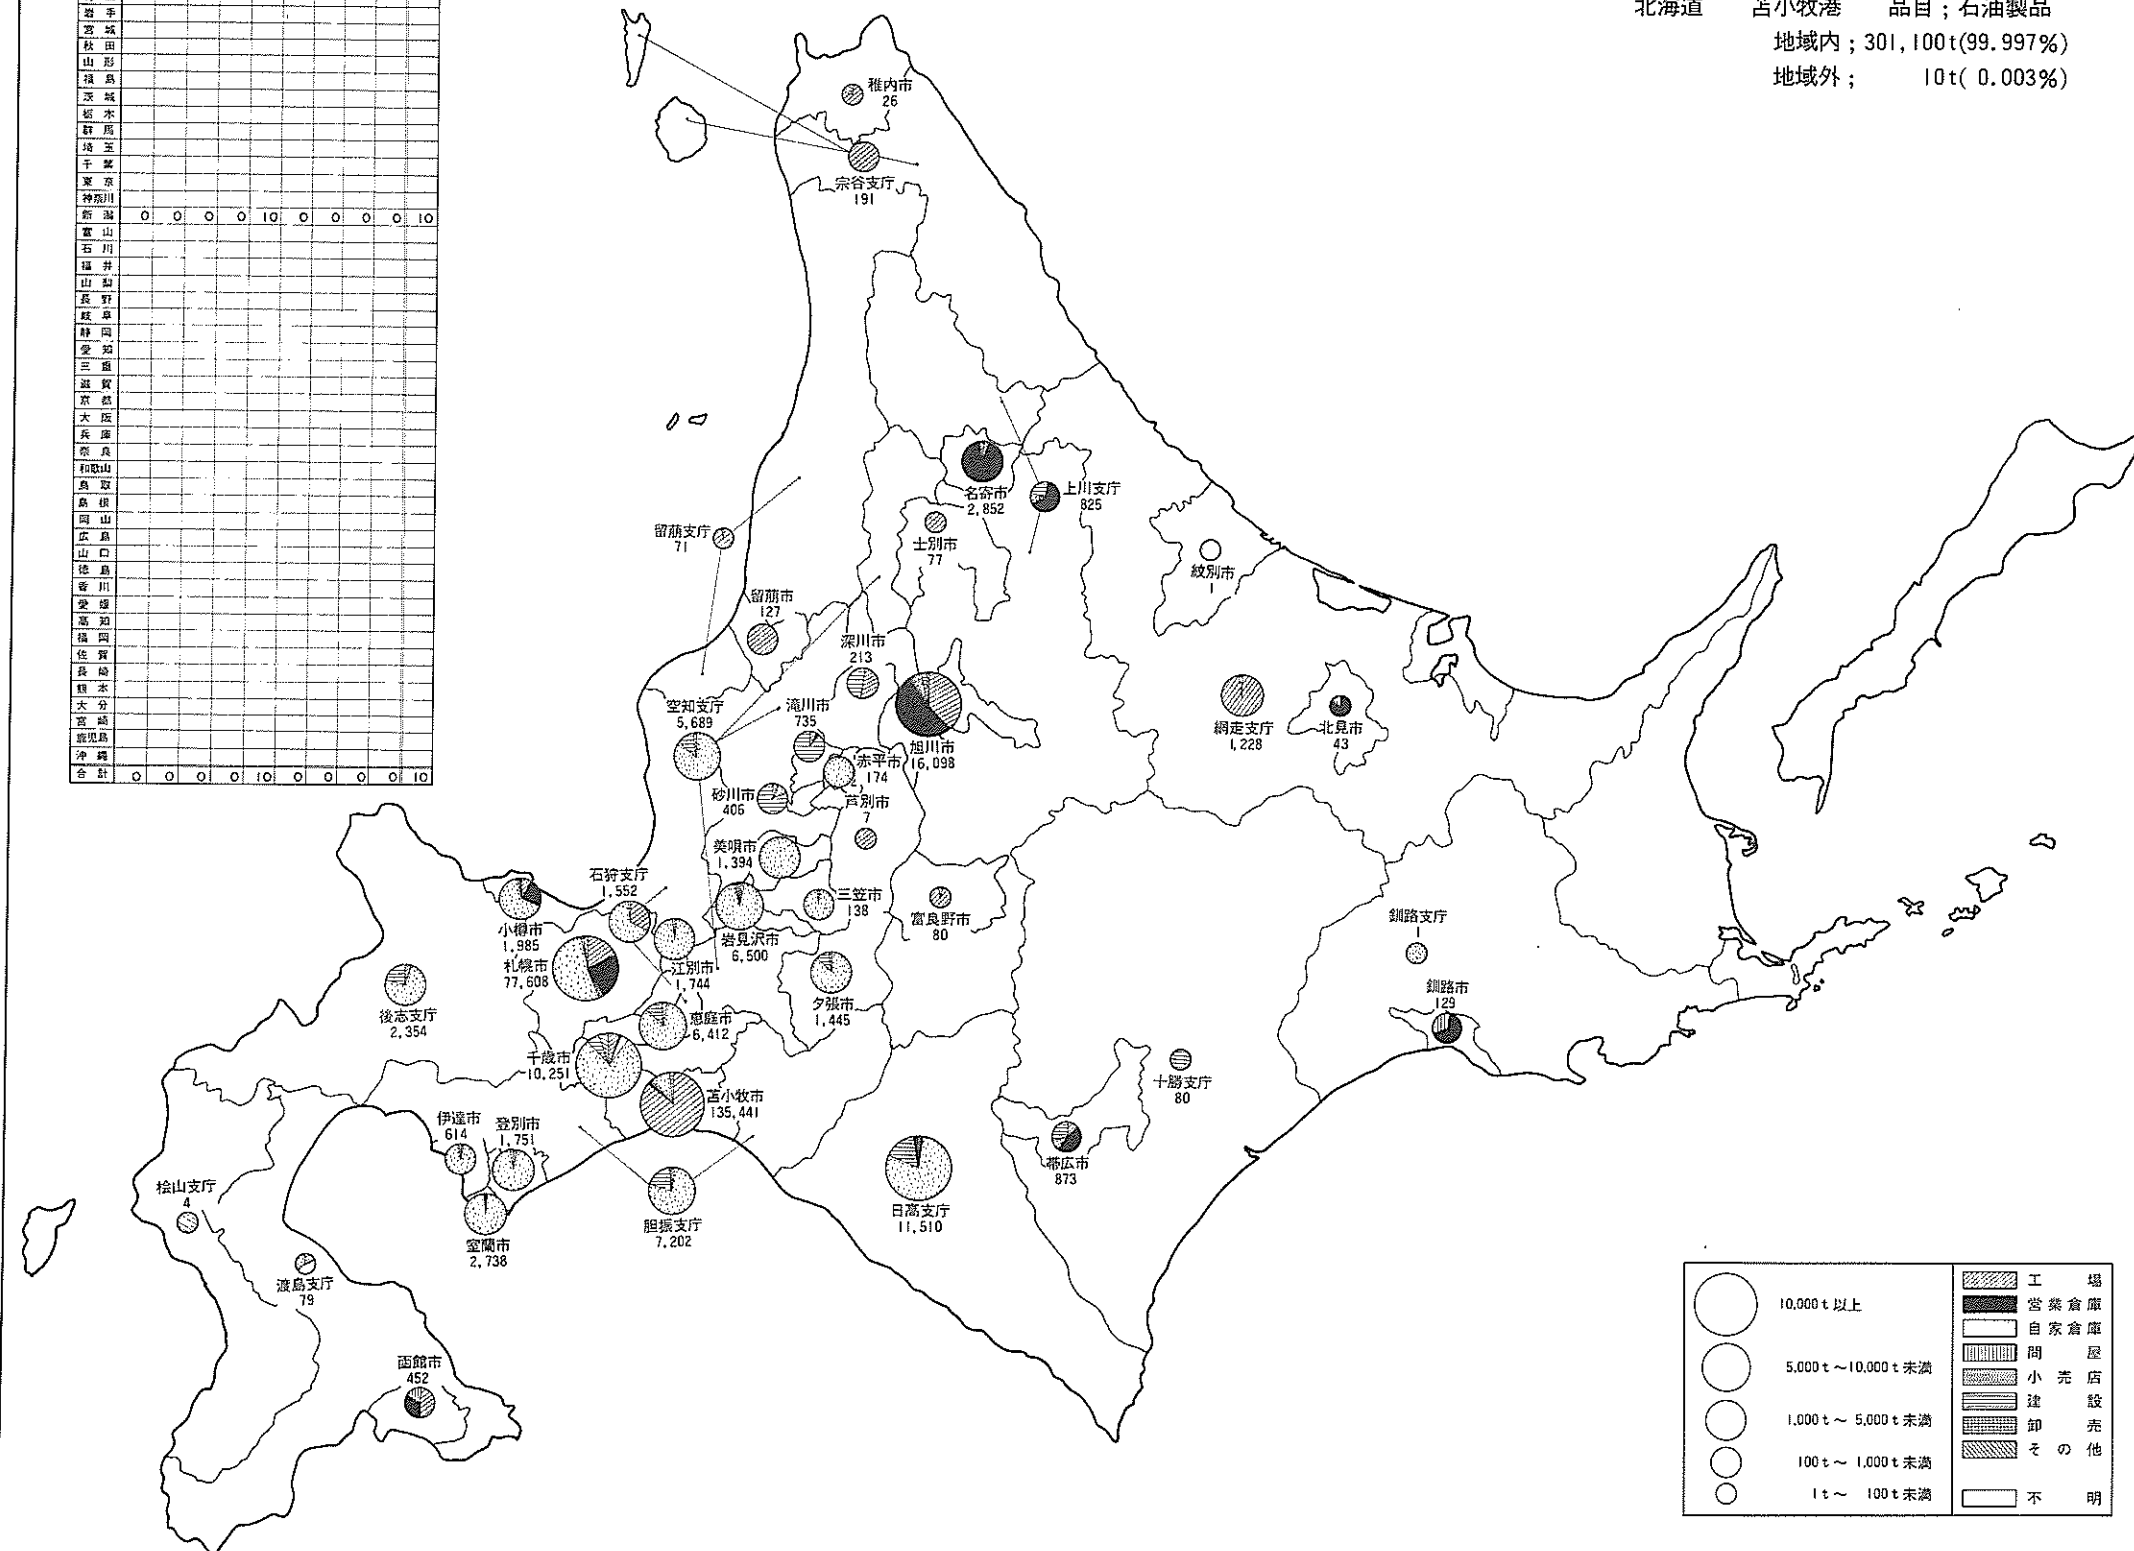 北海道 苫小牧港 品目；石油製品
地域内；301,100t(99.997%)
地域外； 10t( 0.003%)
岩手
宮城
秋田
山形
福島
茨城
栃木
群馬
埼玉
千葉
東京
神奈川
新潟 0 0 0 0 10 0 0 0 0 10
富山
石川
福井
山梨
長野
岐阜
静岡
愛知
三重
滋賀
京都
大阪
兵庫
奈良
和歌山
鳥取
島根
岡山
広島
山口
徳島
香川
愛媛
高知
福岡
佐賀
長崎
熊本
大分
宮崎
鹿児島
沖縄
合計 0 0 0 0 10 0 0 0 0 10
稚内市
26
宗谷支庁
191
名寄市
2,852
上川支庁
825
士別市
77
紋別市
1
留萠支庁
71
留萠市
127
深川市
213
空知支庁
5,689
滝川市
735
旭川市
16,098
網走支庁
1,228
北見市
43
赤平市
174
砂川市
406
芦別市
7
美唄市
1,394
石狩支庁
1,552
三笠市
138
富良野市
80
小樽市
1,985
岩見沢市
6,500
釧路支庁
1
札幌市
77,608
江別市
1,744
夕張市
1,445
釧路市
129
後志支庁
2,354
恵庭市
6,412
千歳市
10,251
十勝支庁
80
苫小牧市
135,441
伊達市
614
登別市
1,751
帯広市
873
桧山支庁
4
室蘭市
2,738
胆振支庁
7,202
日高支庁
11,510
渡島支庁
79
函館市
452
10,000t以上
5,000t～10,000t未満
1,000t～ 5,000t未満
100t～ 1,000t未満
1t～ 100t未満
工場
営業倉庫
自家倉庫
問屋
小売店
建設
卸売
その他
不明